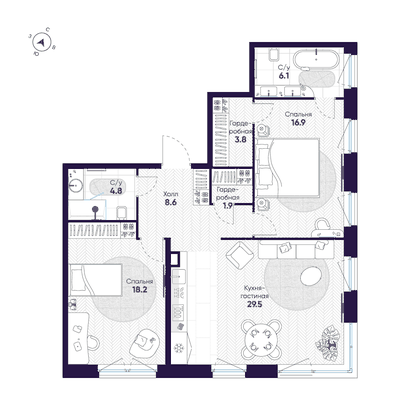 С
З
В
Ю
С/у
6.1
Спальня
16.9
Гарде-
робная
3.8
С/у
4.8
Холл
8.6
Гарде-
робная
1.9
Спальня
18.2
Кухня-
гостиная
29.5